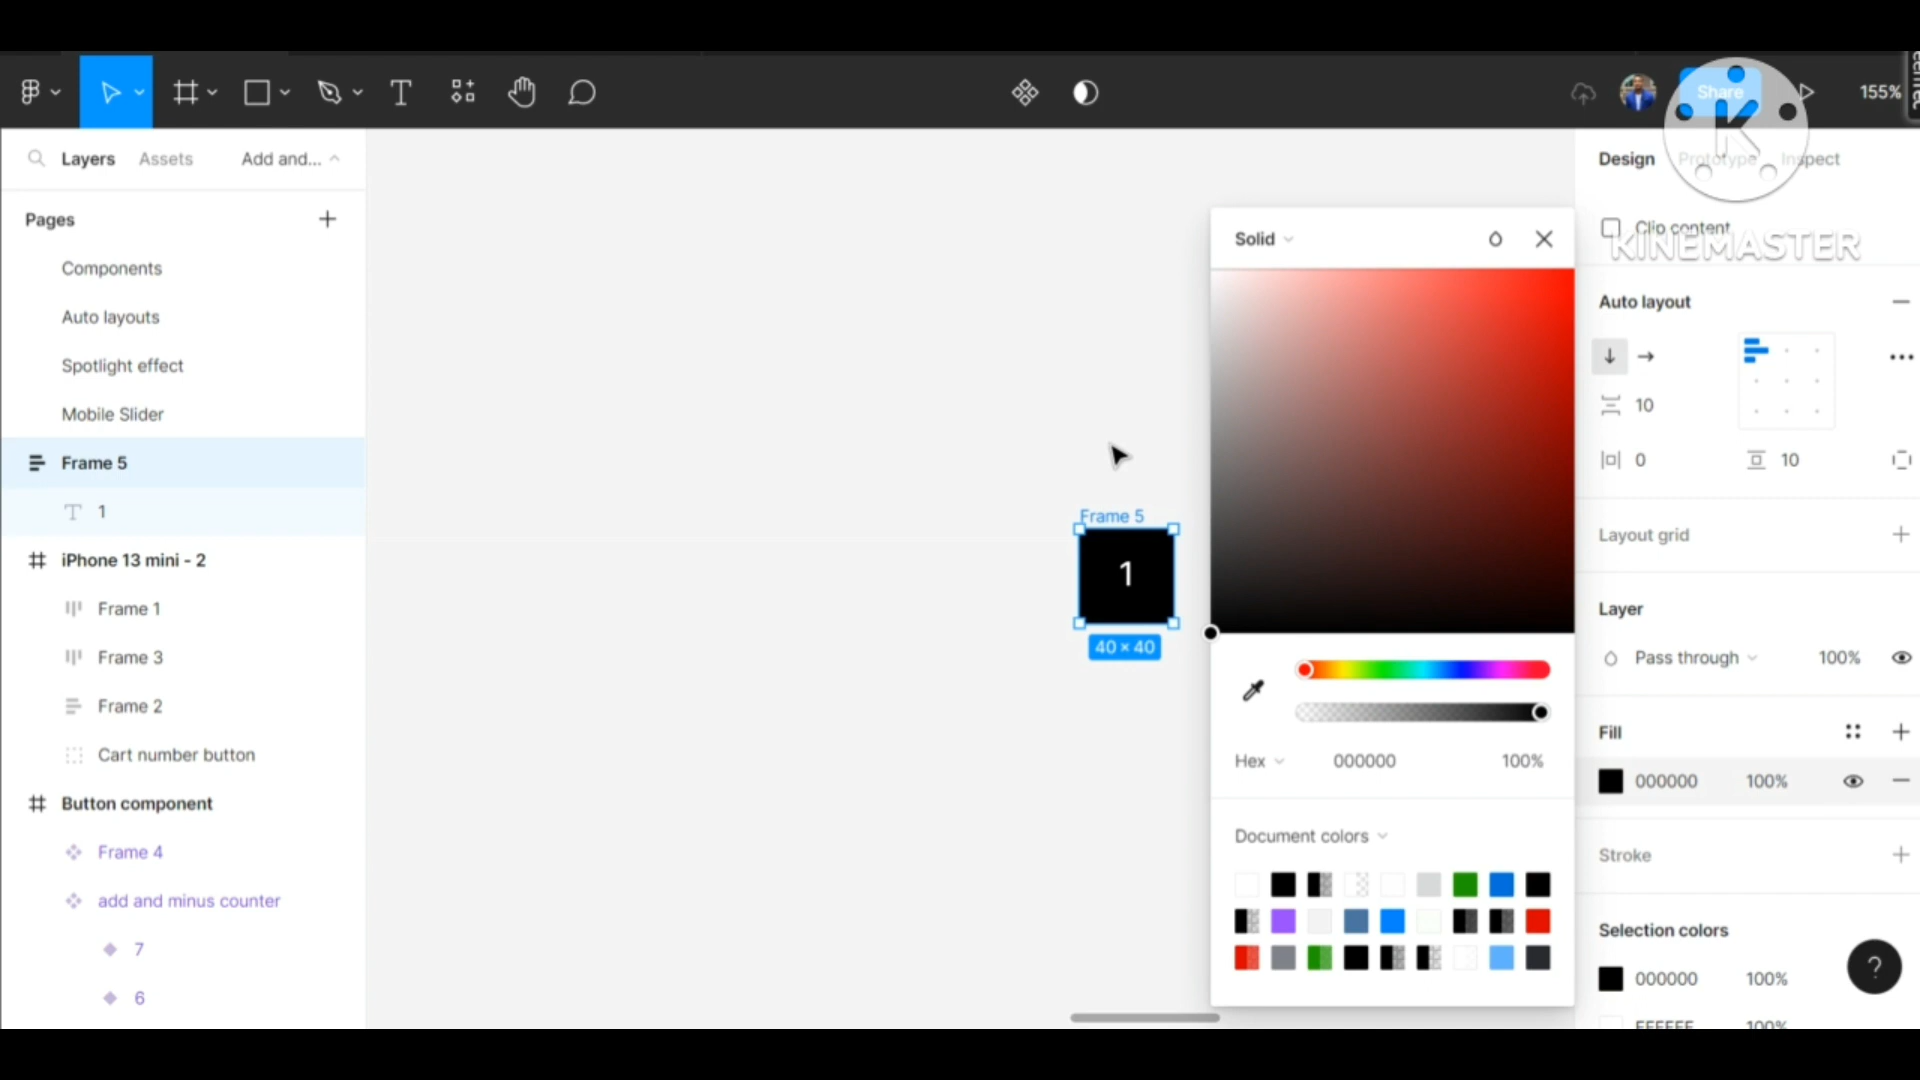 Share
155%
Layers
Assets
Add and...
Design
Prototype
Inspect
Pages
Components
Auto layouts
Spotlight effect
Mobile Slider
Frame 5
1
iPhone 13 mini - 2
Frame 1
Frame 3
Frame 2
Cart number button
Button component
Frame 4
add and minus counter
7
6
Frame 5
1
40 × 40
Solid
Hex
000000
100%
Document colors
Clip content
KINEMASTER
Auto layout
10
0
10
Layout grid
Layer
Pass through
100%
Fill
000000
100%
Stroke
Selection colors
000000
100%
FFFFFF
100%
?